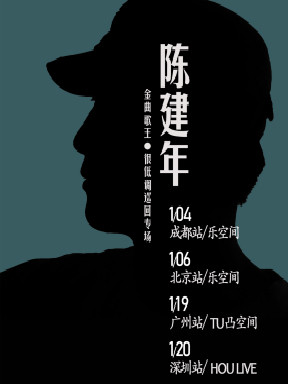 陈建年
金曲歌王●很低调巡回专场
1/04
成都站/乐空间
1/06
北京站/乐空间
1/19
广州站/TU凸空间
1/20
深圳站/HOU LIVE